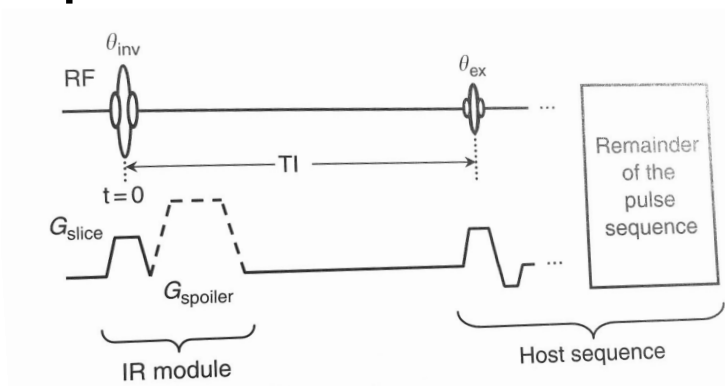 θinv
RF
θex
...
TI
t=0
Remainder
of the
pulse
sequence
Gslice
Gspoiler
...
IR module
Host sequence